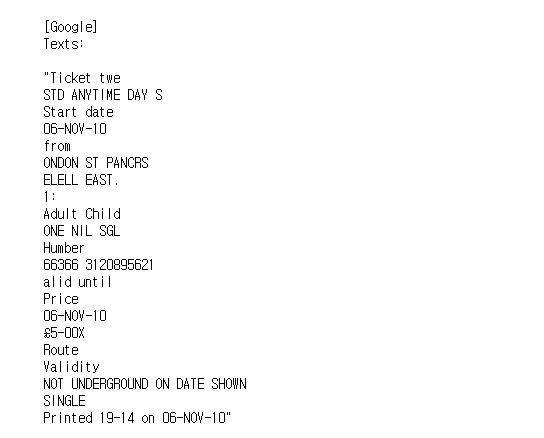 [Google]
Texts:
"Ticket twe
STD ANYTIME DAY S
Start date
06-NOV-10
from
ONDON ST PANCRS
ELELL EAST.
1:
Adult Child
ONE NIL SGL
Humber
66366 3120895621
alid until
Price
06-NOV-10
£5-00X
Route
Validity
NOT UNDERGROUND ON DATE SHOWN
SINGLE
Printed 19-14 on 06-NOV-10"